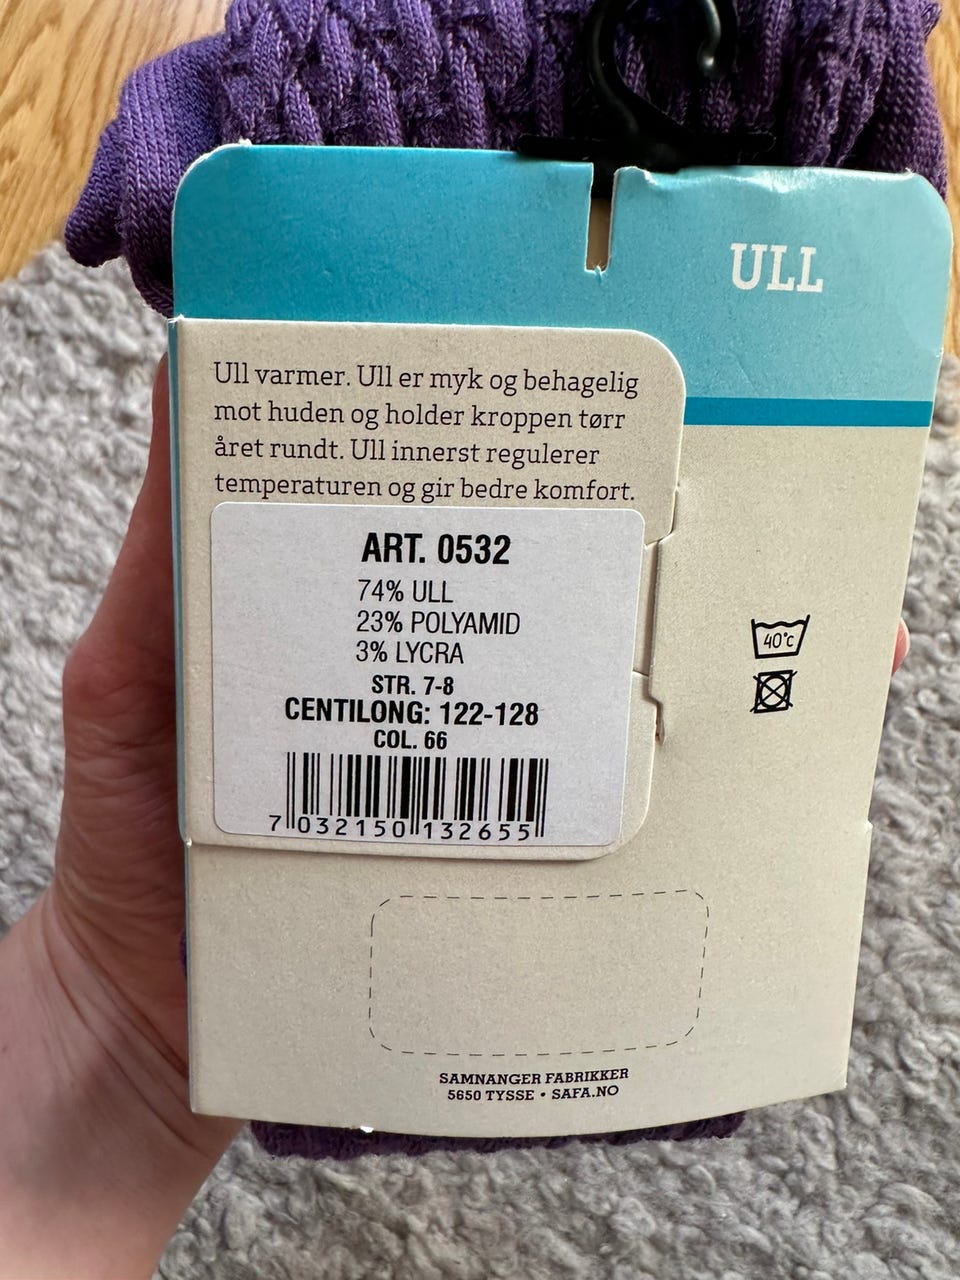 ULL
Ull varmer. Ull er myk og behagelig
mot huden og holder kroppen tørr
året rundt. Ull innerst regulerer
temperaturen og gir bedre komfort.
ART. 0532
74% ULL
23% POLYAMID
3% LYCRA
STR. 7-8
CENTILONG: 122-128
COL. 66
7 032150 132655
40°C
SAMNANGER FABRIKKER
5650 TYSSE • SAFA.NO